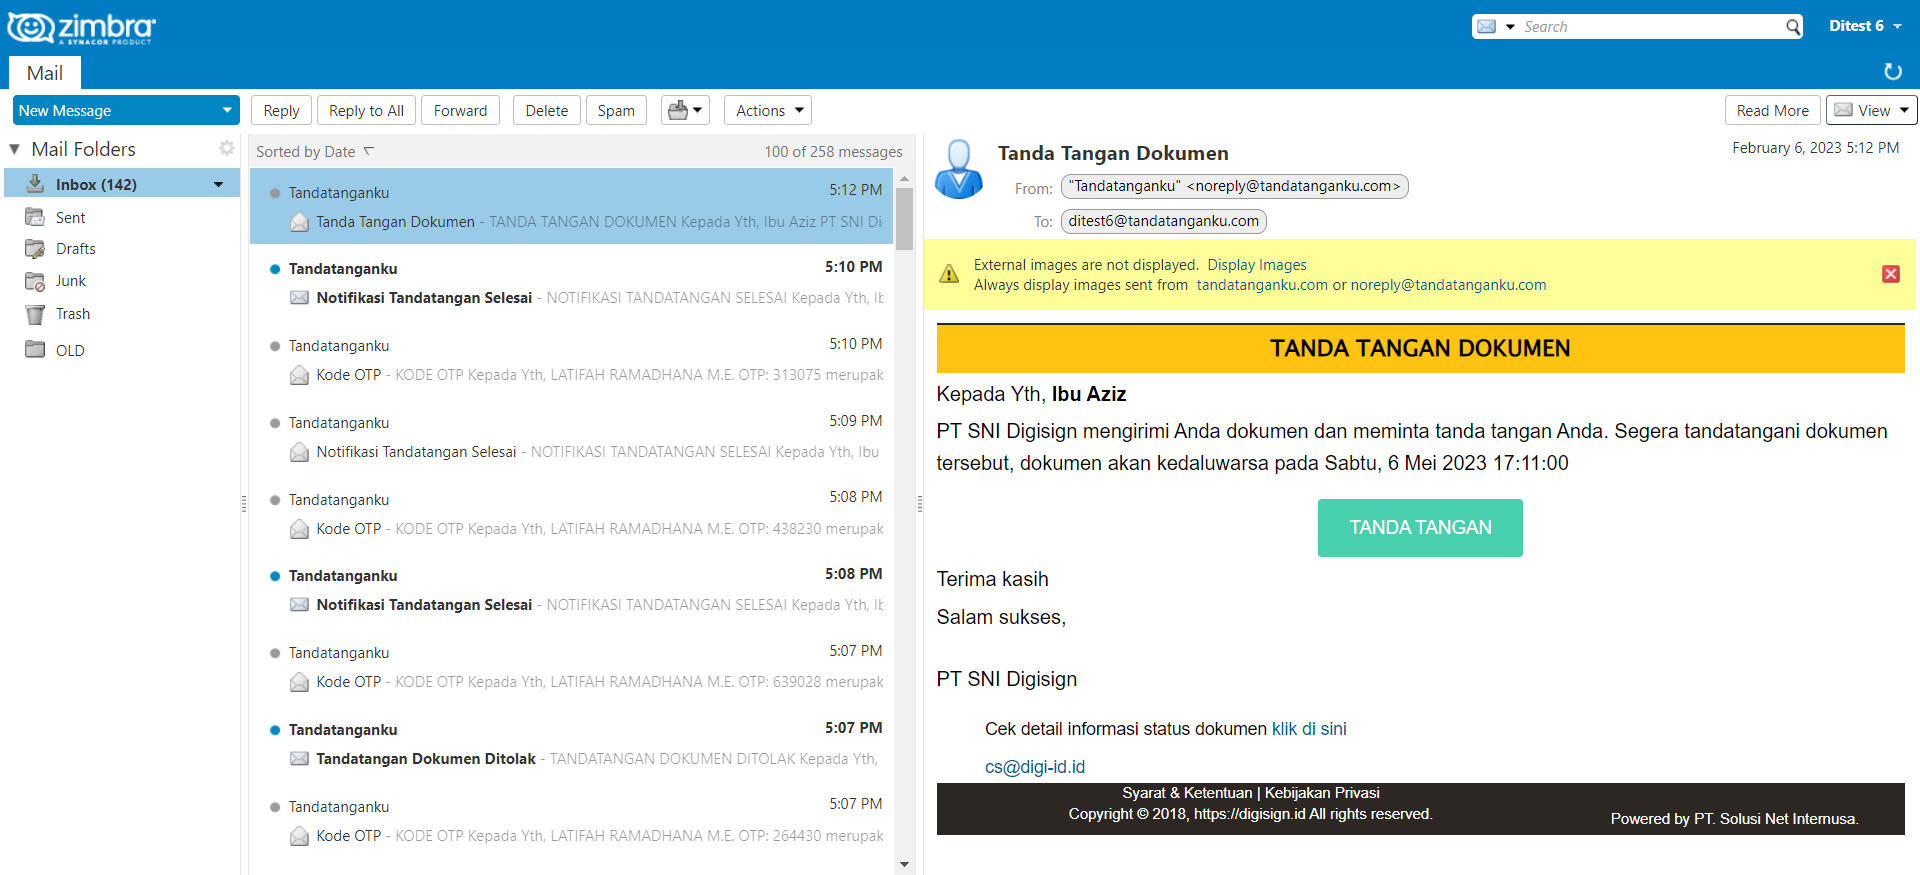 zimbra
A SYNACOR PRODUCT
Search
Ditest 6
Mail
New Message
Reply
Reply to All
Forward
Delete
Spam
Actions
Read More
View
Mail Folders
Inbox (142)
Sent
Drafts
Junk
Trash
OLD
Sorted by Date
100 of 258 messages
Tandatanganku 5:12 PM
Tanda Tangan Dokumen - TANDA TANGAN DOKUMEN Kepada Yth, Ibu Aziz PT SNI Di
Tandatanganku 5:10 PM
Notifikasi Tandatangan Selesai - NOTIFIKASI TANDATANGAN SELESAI Kepada Yth, Ib
Tandatanganku 5:10 PM
Kode OTP - KODE OTP Kepada Yth, LATIFAH RAMADHANA M.E. OTP: 313075 merupak
Tandatanganku 5:09 PM
Notifikasi Tandatangan Selesai - NOTIFIKASI TANDATANGAN SELESAI Kepada Yth, Ibu
Tandatanganku 5:08 PM
Kode OTP - KODE OTP Kepada Yth, LATIFAH RAMADHANA M.E. OTP: 438230 merupak
Tandatanganku 5:08 PM
Notifikasi Tandatangan Selesai - NOTIFIKASI TANDATANGAN SELESAI Kepada Yth, Ib
Tandatanganku 5:07 PM
Kode OTP - KODE OTP Kepada Yth, LATIFAH RAMADHANA M.E. OTP: 639028 merupak
Tandatanganku 5:07 PM
Tandatangan Dokumen Ditolak - TANDATANGAN DOKUMEN DITOLAK Kepada Yth,
Tandatanganku 5:07 PM
Kode OTP - KODE OTP Kepada Yth, LATIFAH RAMADHANA M.E. OTP: 264430 merupak
Tanda Tangan Dokumen
February 6, 2023 5:12 PM
From: "Tandatanganku" <noreply@tandatanganku.com>
To: ditest6@tandatanganku.com
External images are not displayed. Display Images
Always display images sent from tandatanganku.com or noreply@tandatanganku.com
TANDA TANGAN DOKUMEN
Kepada Yth, Ibu Aziz
PT SNI Digisign mengirimi Anda dokumen dan meminta tanda tangan Anda. Segera tandatangani dokumen
tersebut, dokumen akan kedaluwarsa pada Sabtu, 6 Mei 2023 17:11:00
TANDA TANGAN
Terima kasih
Salam sukses,
PT SNI Digisign
Cek detail informasi status dokumen klik di sini
cs@digi-id.id
Syarat & Ketentuan | Kebijakan Privasi
Copyright © 2018, https://digisign.id All rights reserved.
Powered by PT. Solusi Net Internusa.